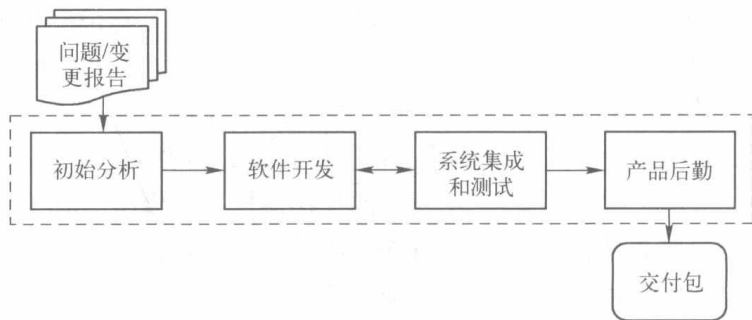 问题/变
更报告
初始分析
软件开发
系统集成
和测试
产品后勤
交付包